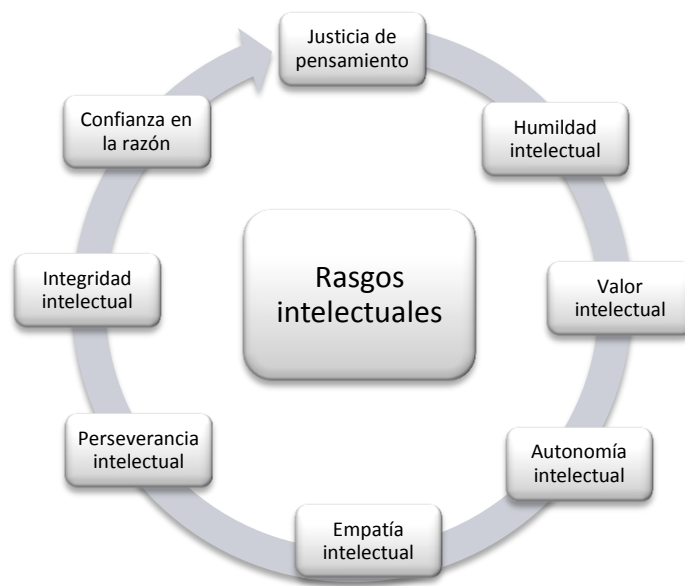 Justicia de
pensamiento
Humildad
intelectual
Valor
intelectual
Autonomía
intelectual
Empatía
intelectual
Perseverancia
intelectual
Integridad
intelectual
Confianza en
la razón
Rasgos
intelectuales